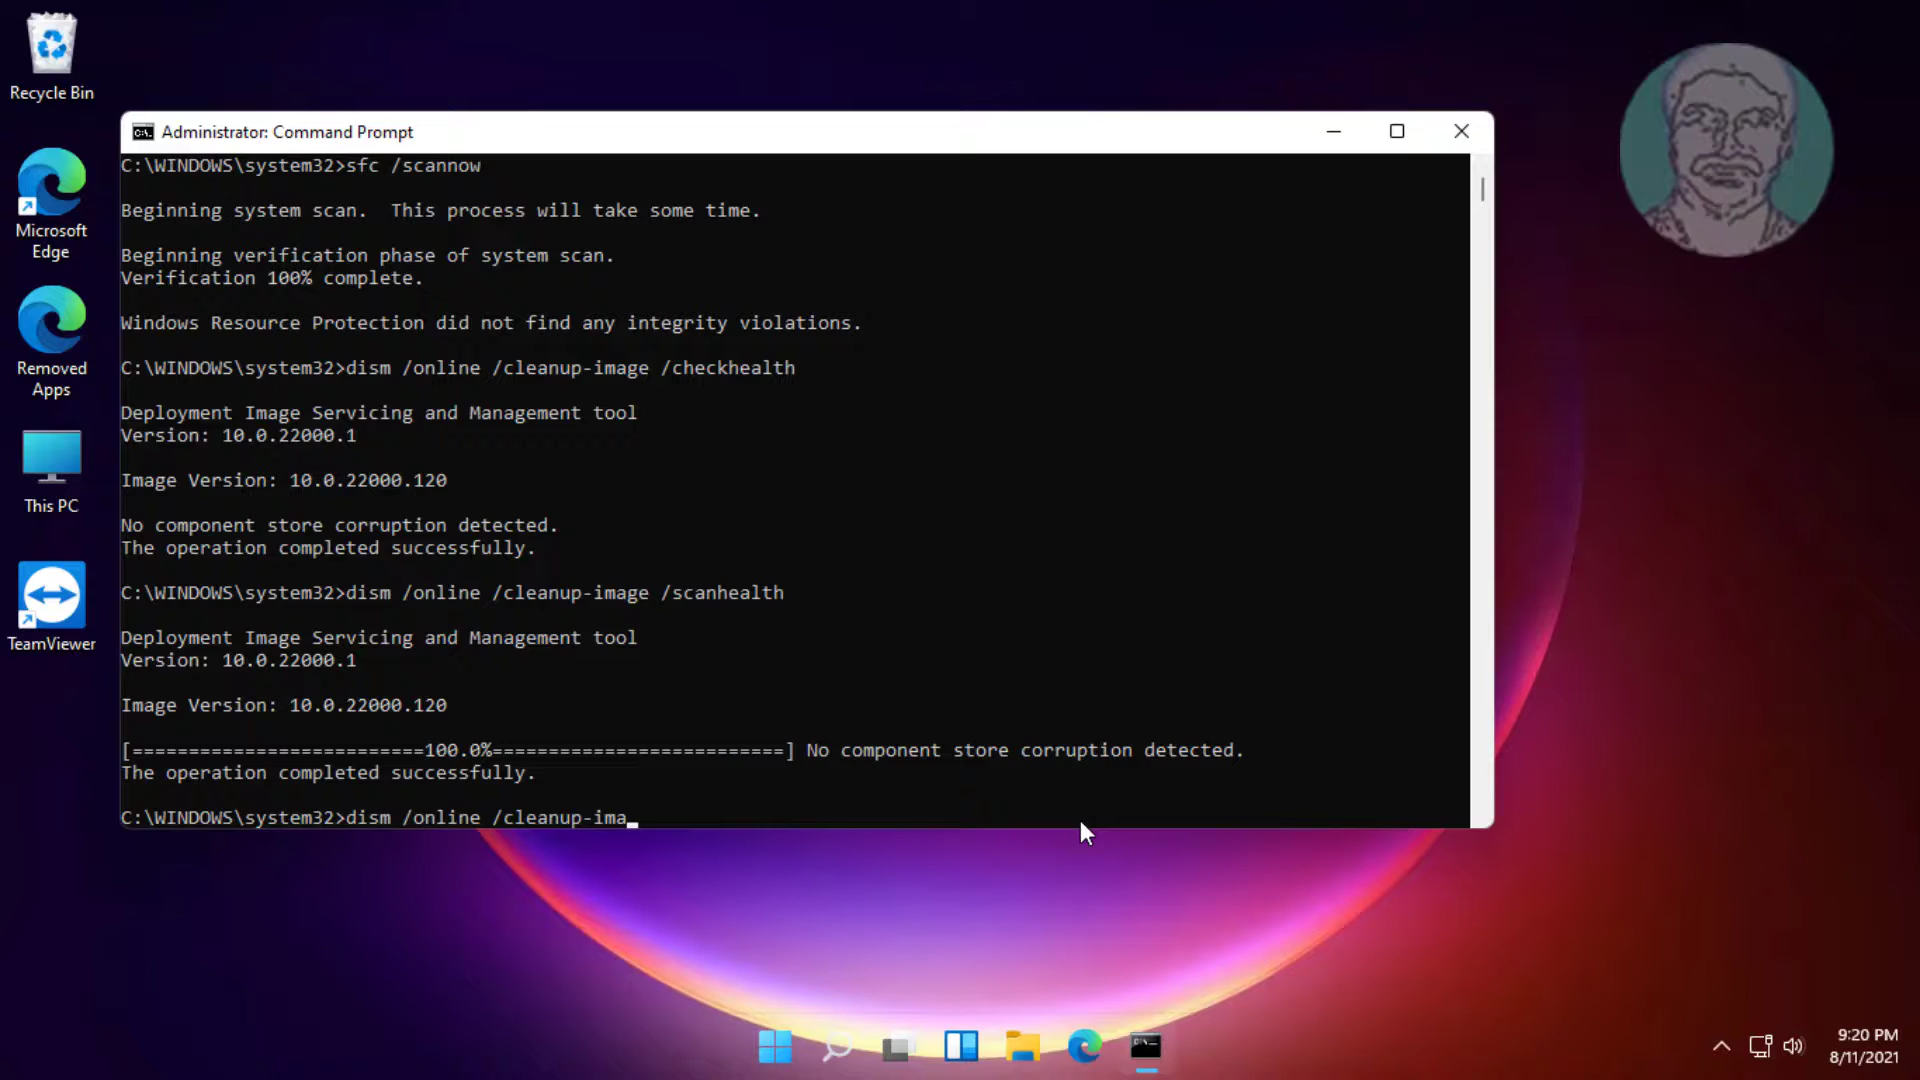 Recycle Bin
Microsoft
Edge
Removed
Apps
This PC
TeamViewer
Administrator: Command Prompt
C:\WINDOWS\system32>sfc /scannow
Beginning system scan.  This process will take some time.
Beginning verification phase of system scan.
Verification 100% complete.
Windows Resource Protection did not find any integrity violations.
C:\WINDOWS\system32>dism /online /cleanup-image /checkhealth
Deployment Image Servicing and Management tool
Version: 10.0.22000.1
Image Version: 10.0.22000.120
No component store corruption detected.
The operation completed successfully.
C:\WINDOWS\system32>dism /online /cleanup-image /scanhealth
Deployment Image Servicing and Management tool
Version: 10.0.22000.1
Image Version: 10.0.22000.120
[==========================100.0%==========================] No component store corruption detected.
The operation completed successfully.
C:\WINDOWS\system32>dism /online /cleanup-ima_
9:20 PM
8/11/2021